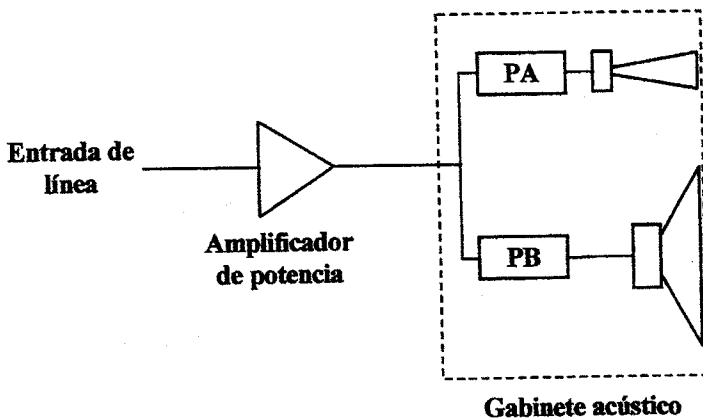 PA
Entrada de
línea
Amplificador
de potencia
PB
Gabinete acústico